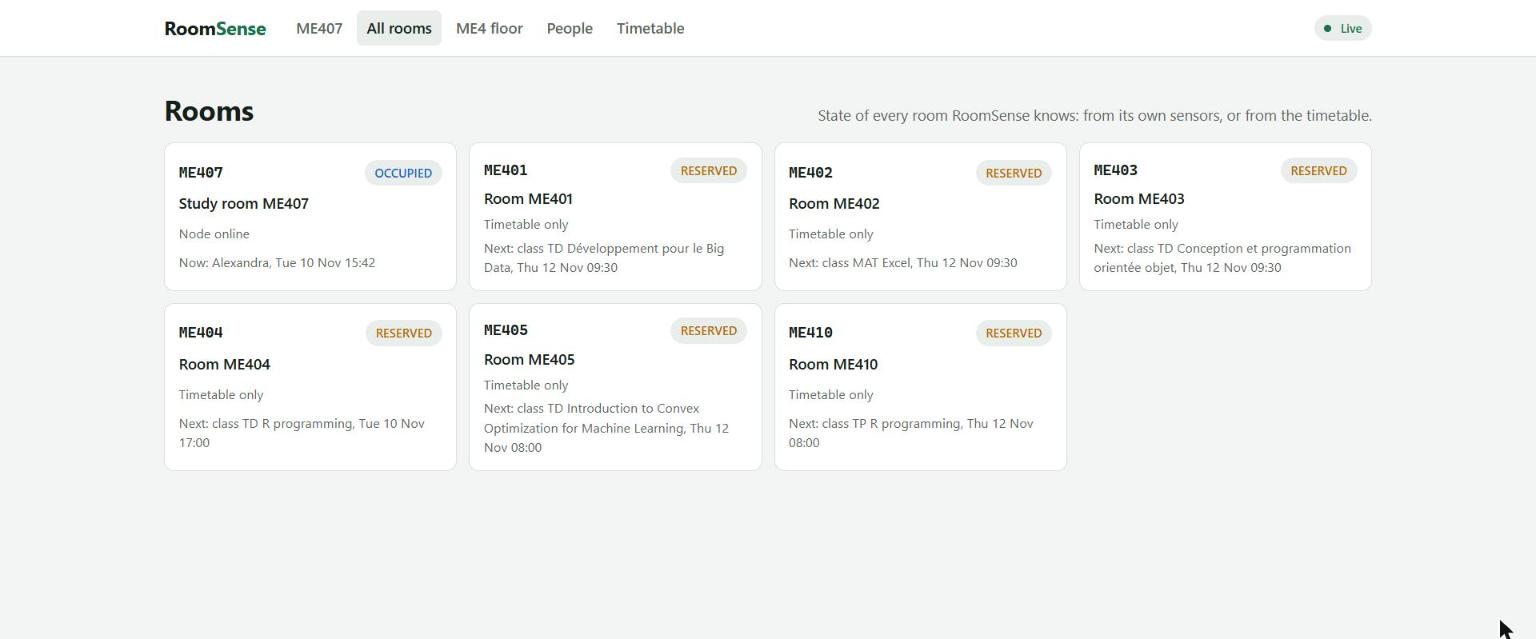 RoomSense ME407 All rooms ME4 floor People Timetable Live
Rooms
State of every room RoomSense knows: from its own sensors, or from the timetable.
ME407 OCCUPIED
Study room ME407
Node online
Now: Alexandra, Tue 10 Nov 15:42
ME401 RESERVED
Room ME401
Timetable only
Next: class TD Développement pour le Big
Data, Thu 12 Nov 09:30
ME402 RESERVED
Room ME402
Timetable only
Next: class MAT Excel, Thu 12 Nov 09:30
ME403 RESERVED
Room ME403
Timetable only
Next: class TD Conception et programmation
orientée objet, Thu 12 Nov 09:30
ME404 RESERVED
Room ME404
Timetable only
Next: class TD R programming, Tue 10 Nov
17:00
ME405 RESERVED
Room ME405
Timetable only
Next: class TD Introduction to Convex
Optimization for Machine Learning, Thu 12
Nov 08:00
ME410 RESERVED
Room ME410
Timetable only
Next: class TP R programming, Thu 12 Nov
08:00